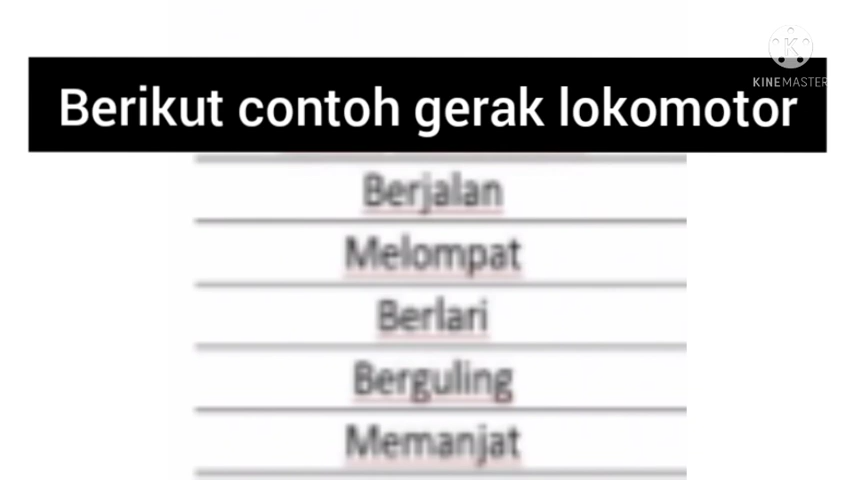 KINEMASTER
Berikut contoh gerak lokomotor
Berjalan
Melompat
Berlari
Berguling
Memanjat